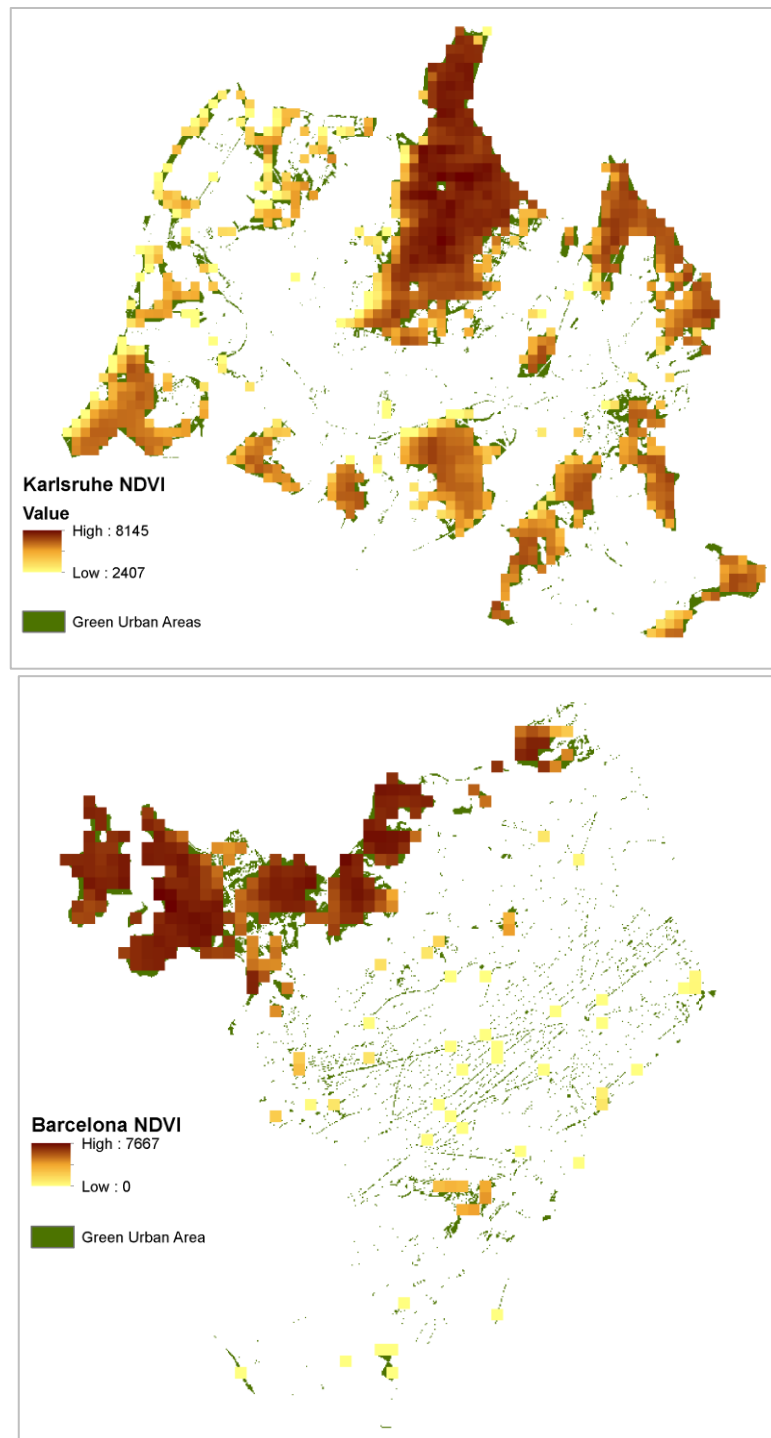 Karlsruhe NDVI
Value
High : 8145
Low : 2407
Green Urban Areas
Barcelona NDVI
High : 7667
Low : 0
Green Urban Area